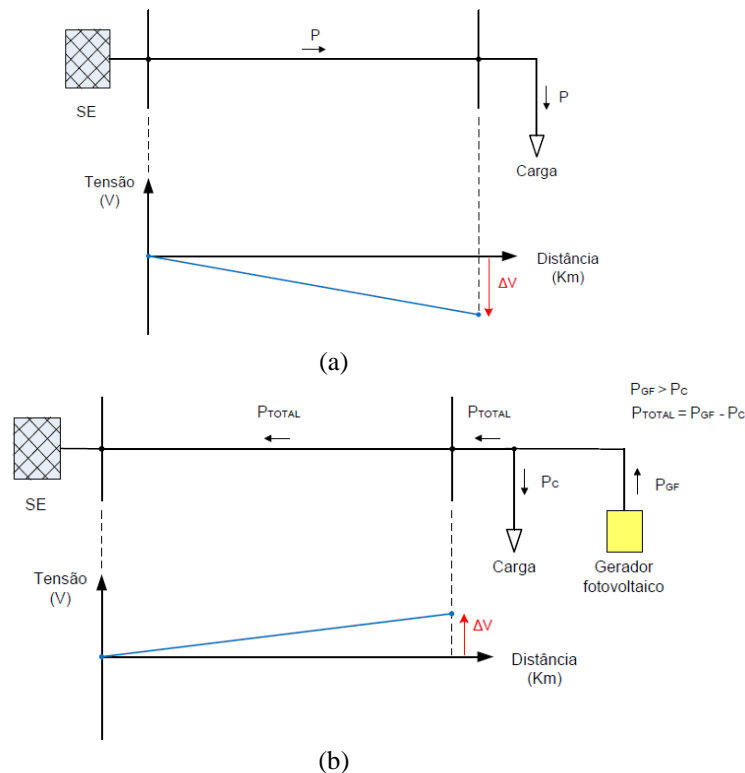 P
SE
P
Carga
Tensão
(V)
Distância
(Km)
ΔV
(a)
PGF > PC
PTOTAL = PGF - PC
PTOTAL
PTOTAL
SE
PC
PGF
Carga
Gerador
fotovoltaico
Tensão
(V)
ΔV
Distância
(Km)
(b)